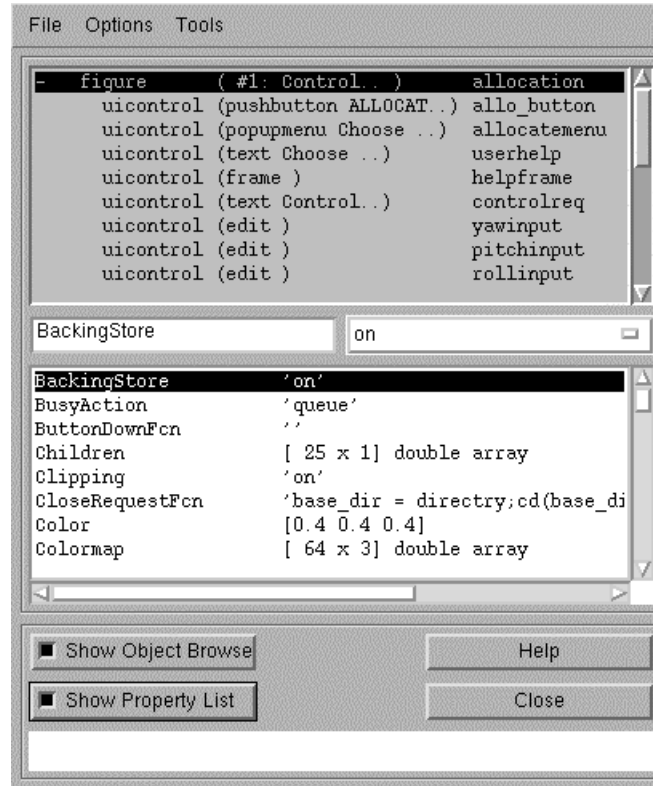 File Options Tools
- figure ( #1: Control.. ) allocation
uicontrol (pushbutton ALLOCAT..) allo_button
uicontrol (popupmenu Choose ..) allocatemenu
uicontrol (text Choose ..) userhelp
uicontrol (frame ) helpframe
uicontrol (text Control..) controlreq
uicontrol (edit ) yawinput
uicontrol (edit ) pitchinput
uicontrol (edit ) rollinput
BackingStore on
BackingStore 'on'
BusyAction 'queue'
ButtonDownFcn ''
Children [ 25 x 1] double array
Clipping 'on'
CloseRequestFcn 'base_dir = directry;cd(base_di
Color [0.4 0.4 0.4]
Colormap [ 64 x 3] double array
Show Object Browse Help
Show Property List Close